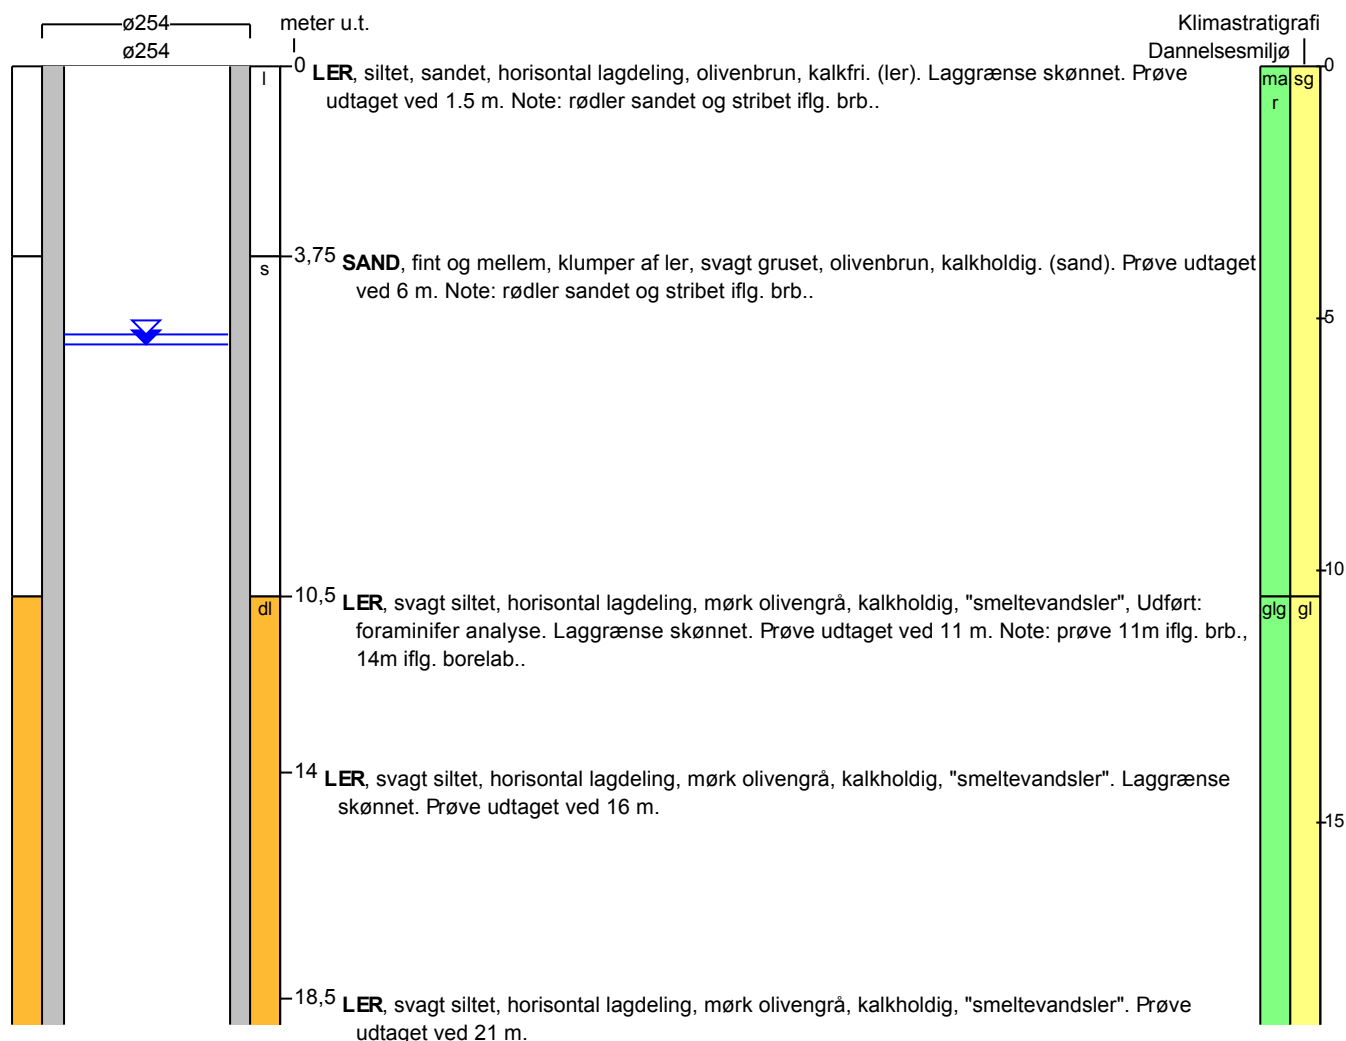 ø254 meter u.t. Klimastratigrafi
ø254 Dannelsesmiljø
0 LER, siltet, sandet, horisontal lagdeling, olivenbrun, kalkfri. (ler). Laggrænse skønnet. Prøve
udtaget ved 1.5 m. Note: rødler sandet og stribet iflg. brb..
l
ma
r
sg
0
3,75 SAND, fint og mellem, klumper af ler, svagt gruset, olivenbrun, kalkholdig. (sand). Prøve udtaget
ved 6 m. Note: rødler sandet og stribet iflg. brb..
s
5
10
10,5 LER, svagt siltet, horisontal lagdeling, mørk olivengrå, kalkholdig, "smeltevandsler", Udført:
foraminifer analyse. Laggrænse skønnet. Prøve udtaget ved 11 m. Note: prøve 11m iflg. brb.,
14m iflg. borelab..
dl
glg gl
14 LER, svagt siltet, horisontal lagdeling, mørk olivengrå, kalkholdig, "smeltevandsler". Laggrænse
skønnet. Prøve udtaget ved 16 m.
15
18,5 LER, svagt siltet, horisontal lagdeling, mørk olivengrå, kalkholdig, "smeltevandsler". Prøve
udtaget ved 21 m.